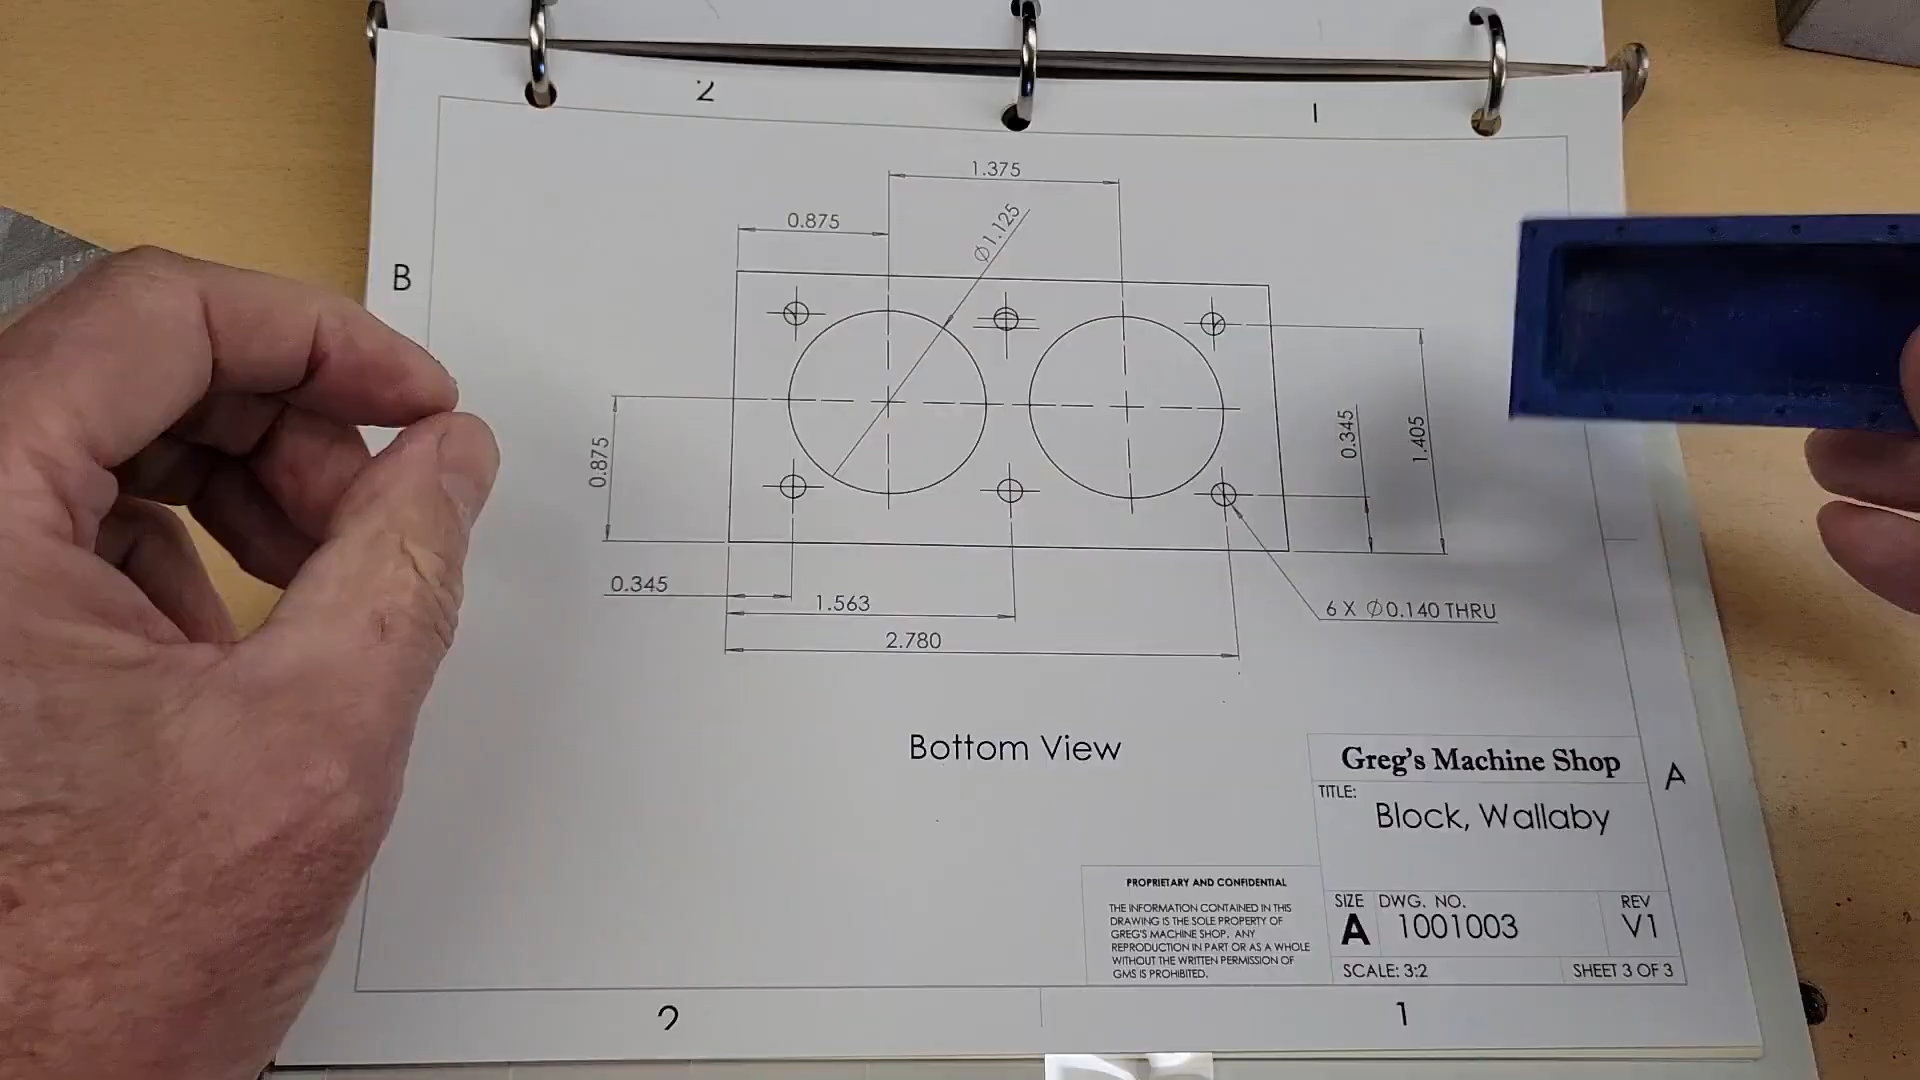 2
1
1.375
0.875
Ø1.125
B
0.875
0.345
1.405
0.345
1.563
2.780
6 X Ø0.140 THRU
Bottom View
Greg's Machine Shop
TITLE:
Block, Wallaby
A
PROPRIETARY AND CONFIDENTIAL
THE INFORMATION CONTAINED IN THIS
DRAWING IS THE SOLE PROPERTY OF
GREG'S MACHINE SHOP. ANY
REPRODUCTION IN PART OR AS A WHOLE
WITHOUT THE WRITTEN PERMISSION OF
GMS IS PROHIBITED.
SIZE DWG. NO. REV
A 1001003 V1
SCALE: 3:2 SHEET 3 OF 3
2
1